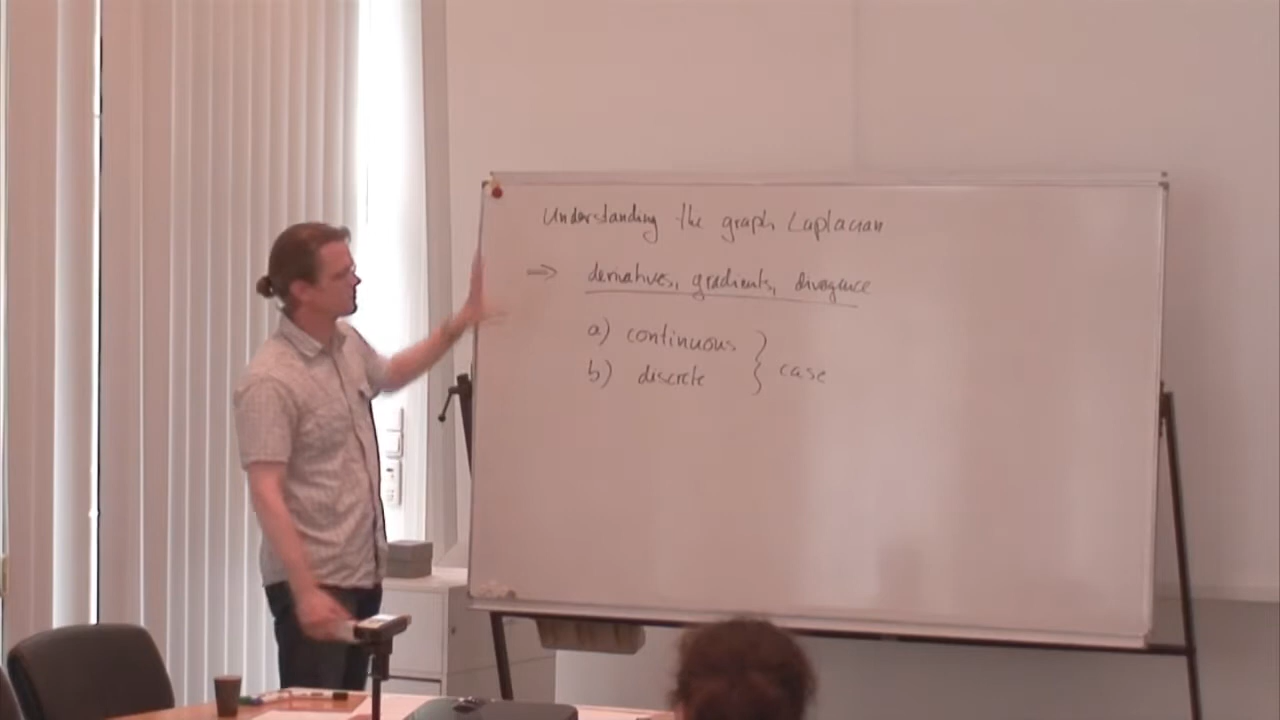 Understanding the graph Laplacian
⇒ derivatives, gradients, divergence
a) continuous
b) discrete } case